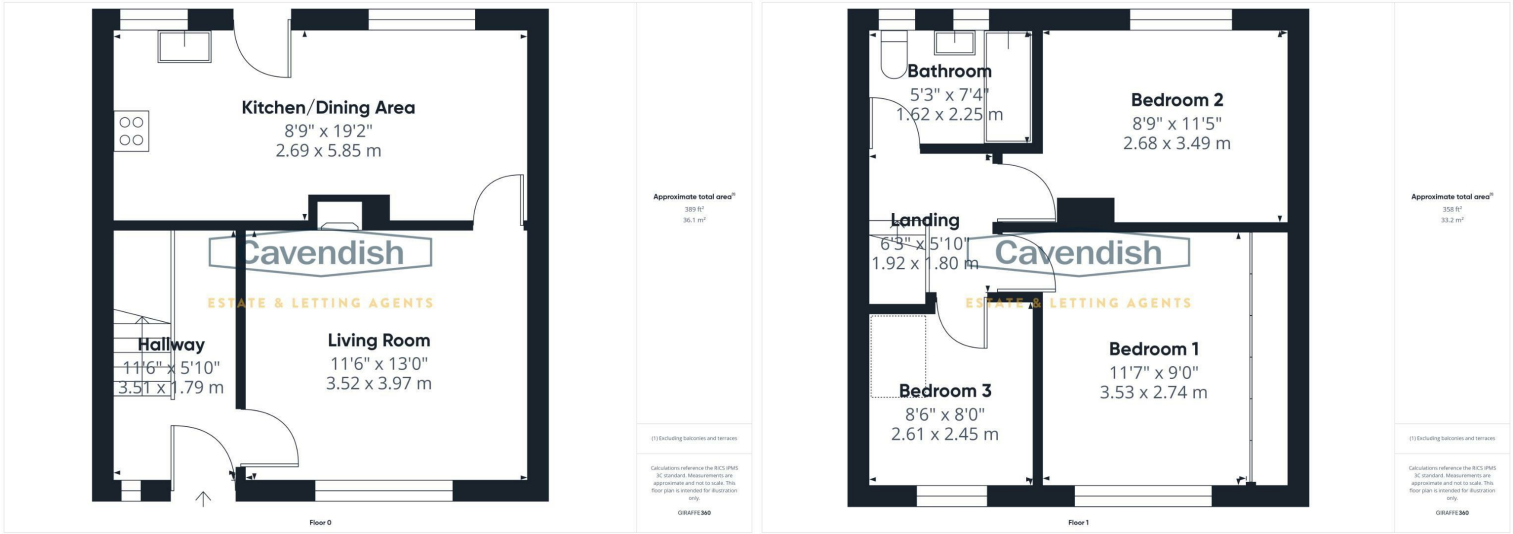 Kitchen/Dining Area
8'9" x 19'2"
2.69 x 5.85 m
Cavendish
ESTATE & LETTING AGENTS
Hallway
11'6" x 5'10"
3.51 x 1.79 m
Living Room
11'6" x 13'0"
3.52 x 3.97 m
Floor 0
Approximate total area⁽¹⁾
389 ft²
36.1 m²
(1) Excluding balconies and terraces
Calculations reference the RICS IPMS
3C standard. Measurements are
approximate and not to scale. This
floor plan is intended for illustration
only.
GIRAFFE360
Bathroom
5'3" x 7'4"
1.62 x 2.25 m
Bedroom 2
8'9" x 11'5"
2.68 x 3.49 m
Landing
6'3" x 5'10"
1.92 x 1.80 m
Cavendish
ESTATE & LETTING AGENTS
Bedroom 1
11'7" x 9'0"
3.53 x 2.74 m
Bedroom 3
8'6" x 8'0"
2.61 x 2.45 m
Floor 1
Approximate total area⁽¹⁾
358 ft²
33.2 m²
(1) Excluding balconies and terraces
Calculations reference the RICS IPMS
3C standard. Measurements are
approximate and not to scale. This
floor plan is intended for illustration
only.
GIRAFFE360